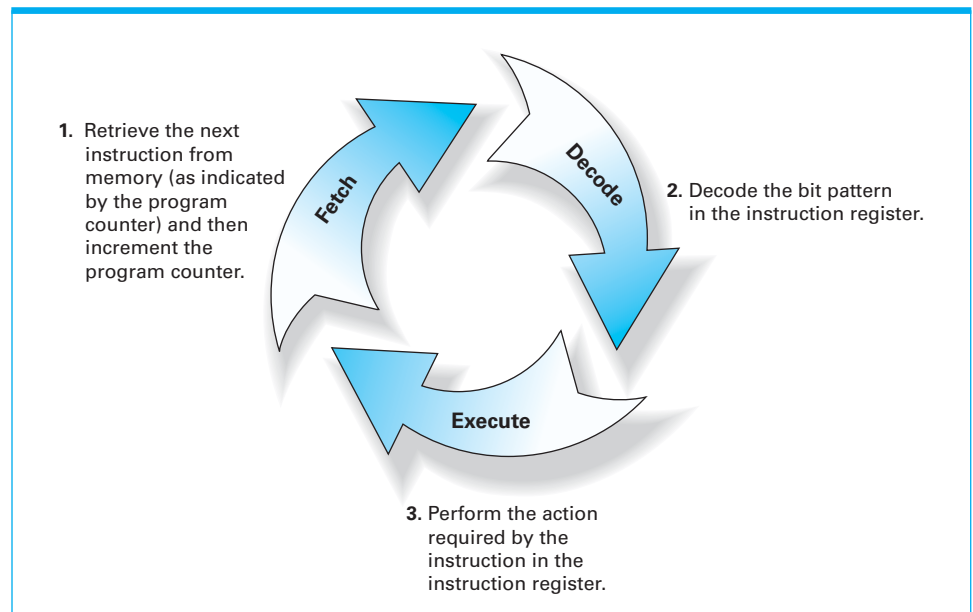 1. Retrieve the next
instruction from
memory (as indicated
by the program
counter) and then
increment the
program counter.
Fetch
Decode
2. Decode the bit pattern
in the instruction register.
Execute
3. Perform the action
required by the
instruction in the
instruction register.